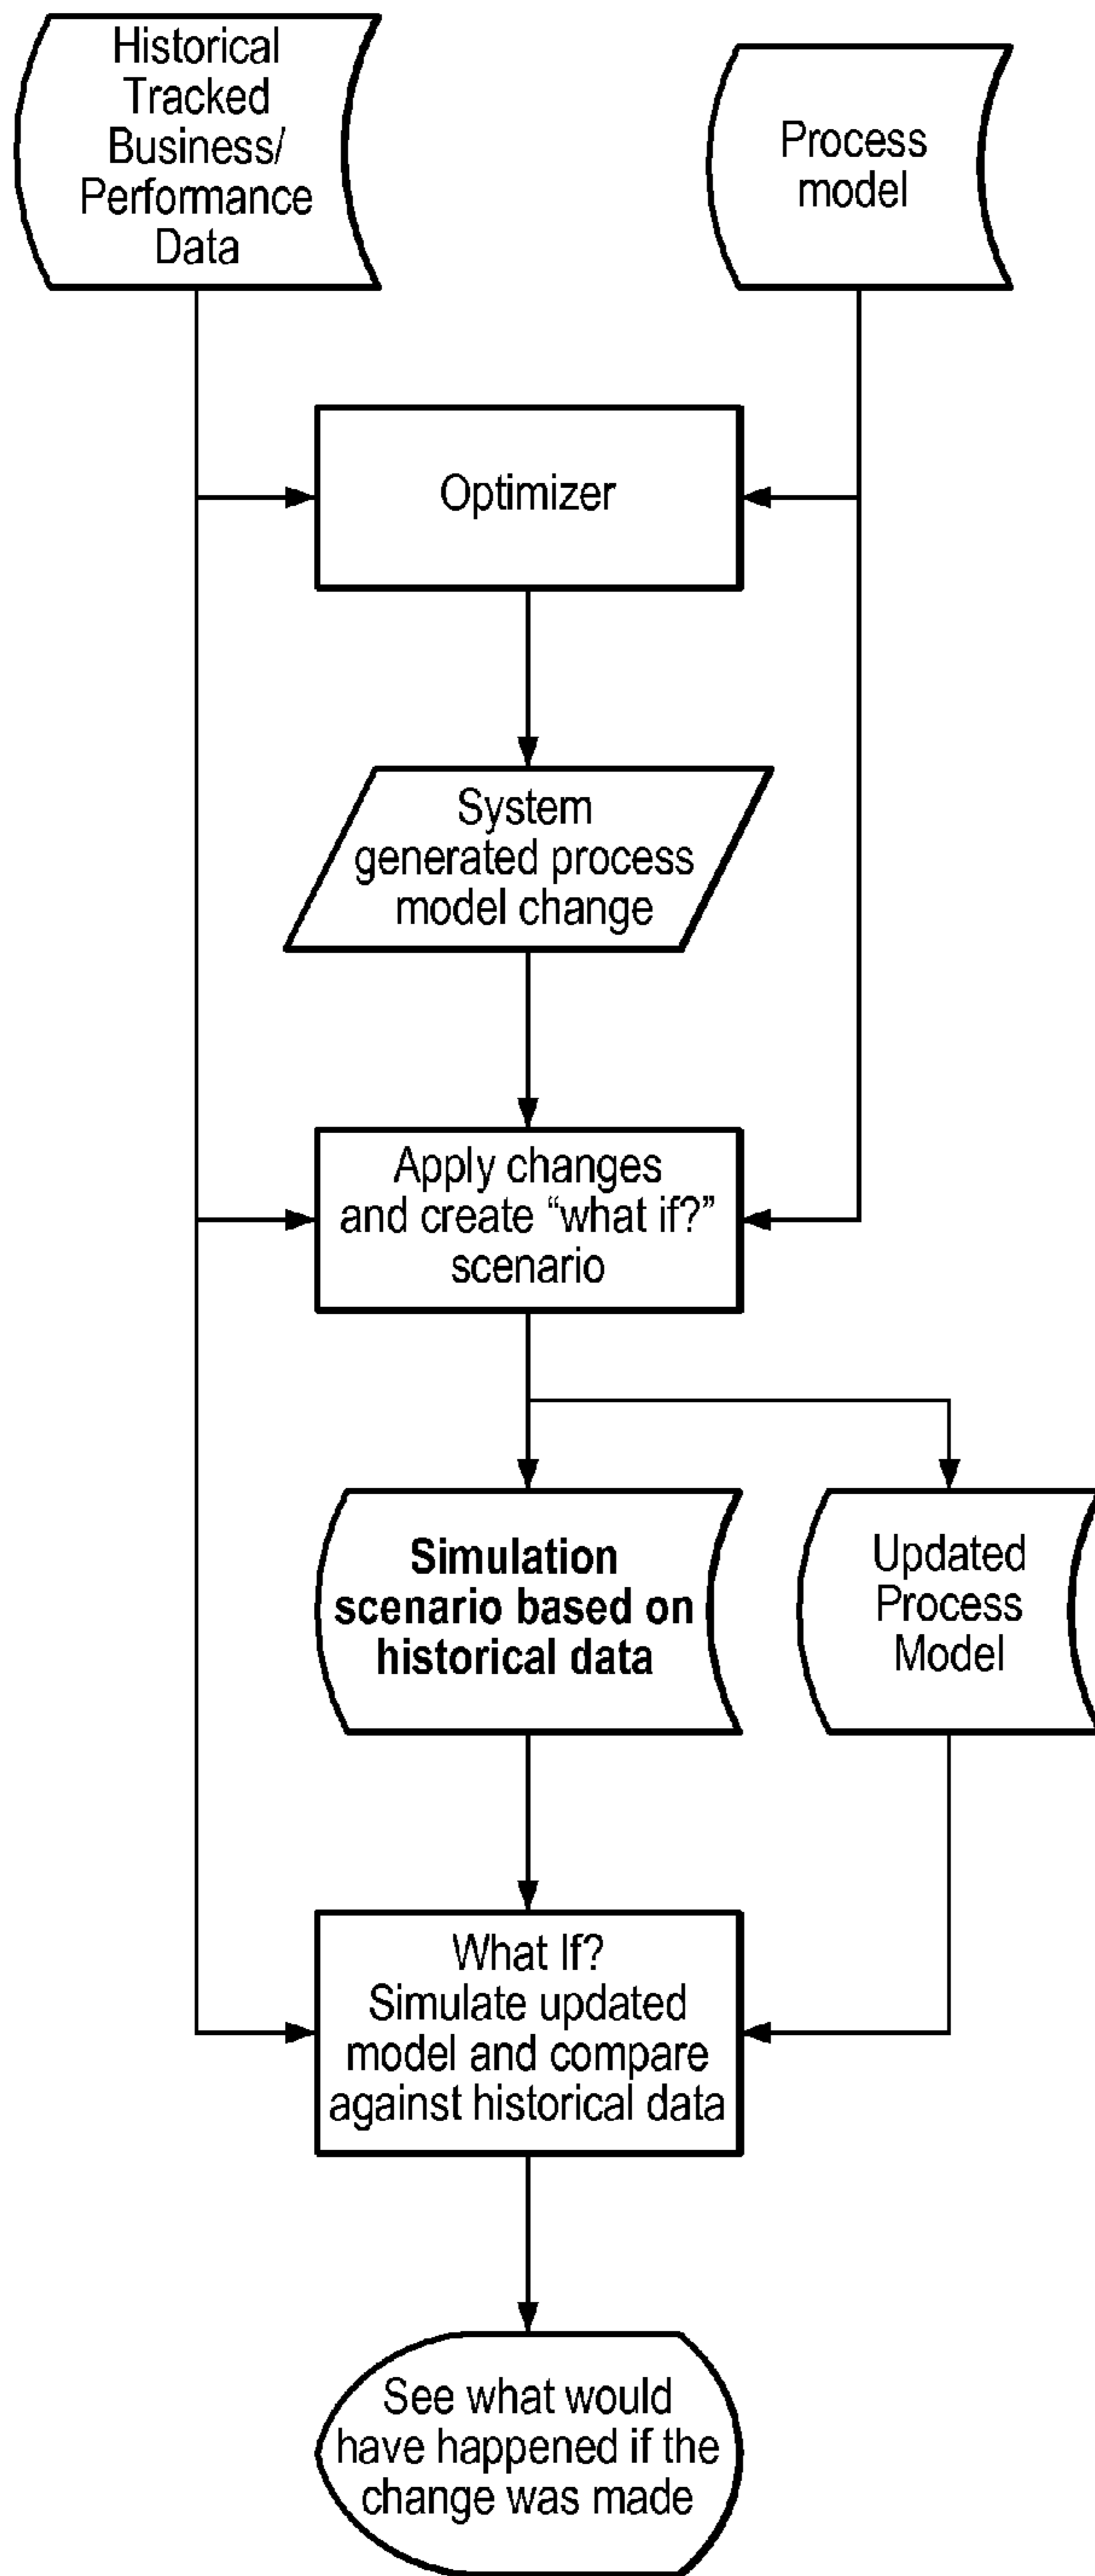 Historical
Tracked
Business/
Performance
Data
Process
model
Optimizer
System
generated process
model change
Apply changes
and create “what if?”
scenario
Simulation
scenario based on
historical data
Updated
Process
Model
What If?
Simulate updated
model and compare
against historical data
See what would
have happened if the
change was made